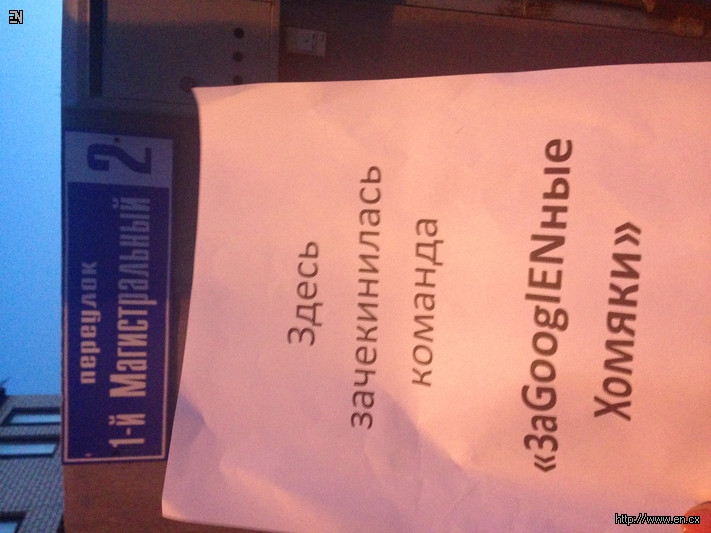 EN
переулок
1-й Магистральный 2
Здесь
зачекинилась
команда
«ЗаGooglENные
Хомяки»
http://www.en.cx